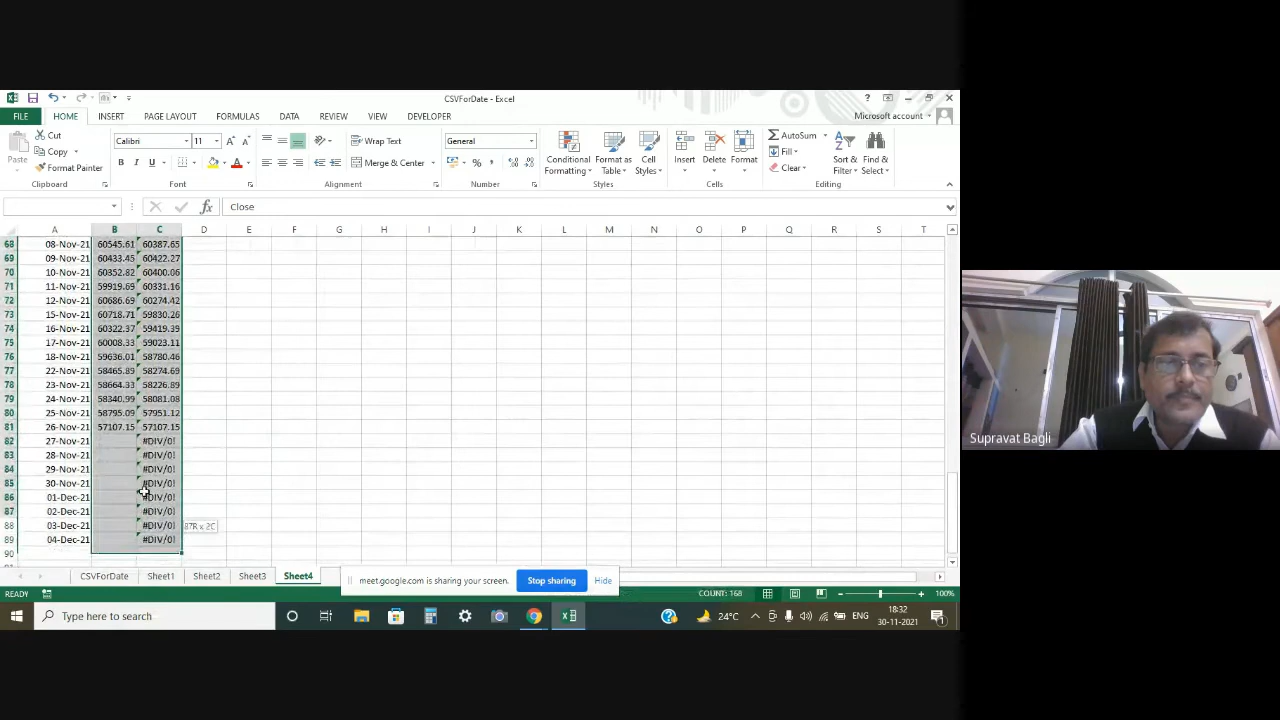 CSVForDate - Excel
FILE HOME INSERT PAGE LAYOUT FORMULAS DATA REVIEW VIEW DEVELOPER Microsoft account
Paste Cut Copy Format Painter
Calibri 11 Wrap Text Merge & Center General
Conditional Formatting Format as Table Cell Styles Insert Delete Format
AutoSum Fill Clear Sort & Filter Find & Select
Clipboard Font Alignment Number Styles Cells Editing
Close
A B C D E F G H I J K L M N O P Q R S T
68 08-Nov-21 60545.61 60387.65
69 09-Nov-21 60433.45 60422.27
70 10-Nov-21 60352.82 60400.06
71 11-Nov-21 59919.69 60331.16
72 12-Nov-21 60686.69 60274.42
73 15-Nov-21 60718.71 59830.26
74 16-Nov-21 60322.37 59419.39
75 17-Nov-21 60008.33 59023.11
76 18-Nov-21 59636.01 58780.46
77 22-Nov-21 58465.89 58274.69
78 23-Nov-21 58664.33 58226.89
79 24-Nov-21 58340.99 58081.08
80 25-Nov-21 58795.09 57951.12
81 26-Nov-21 57107.15 57107.15
82 27-Nov-21 #DIV/0!
83 28-Nov-21 #DIV/0!
84 29-Nov-21 #DIV/0!
85 30-Nov-21 #DIV/0!
86 01-Dec-21 #DIV/0!
87 02-Dec-21 #DIV/0!
88 03-Dec-21 #DIV/0! 87R x 2C
89 04-Dec-21 #DIV/0!
90
CSVForDate Sheet1 Sheet2 Sheet3 Sheet4
meet.google.com is sharing your screen. Stop sharing Hide
READY COUNT: 168 100%
Type here to search 24°C ENG 18:32
30-11-2021
Supravat Bagli